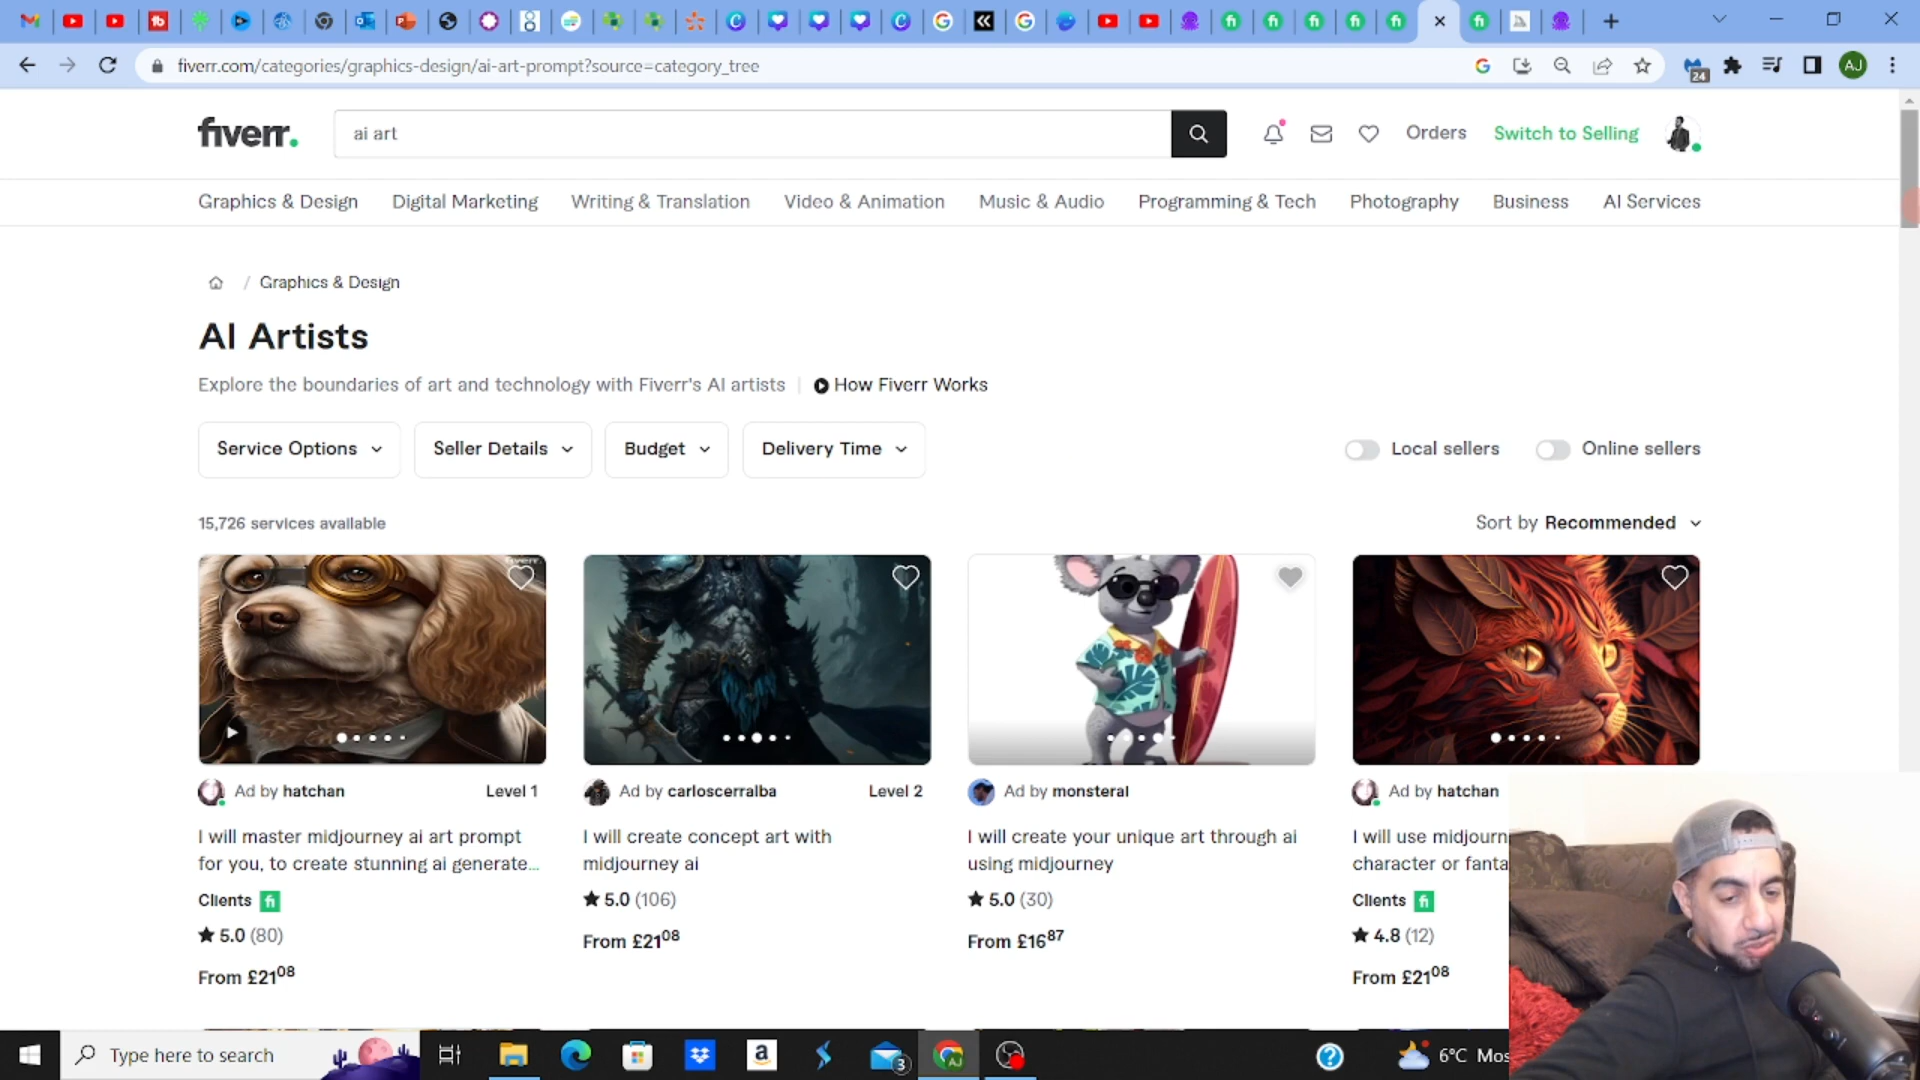 fiverr.com/categories/graphics-design/ai-art-prompt?source=category_tree
24
AJ
fiverr.
ai art
Orders
Switch to Selling
Graphics & Design
Digital Marketing
Writing & Translation
Video & Animation
Music & Audio
Programming & Tech
Photography
Business
AI Services
/ Graphics & Design
AI Artists
Explore the boundaries of art and technology with Fiverr's AI artists
How Fiverr Works
Service Options
Seller Details
Budget
Delivery Time
Local sellers
Online sellers
15,726 services available
Sort by Recommended
Ad by hatchan
Level 1
I will master midjourney ai art prompt
for you, to create stunning ai generate...
Clients fi
5.0 (80)
From £21⁰⁸
Ad by carloscerralba
Level 2
I will create concept art with
midjourney ai
5.0 (106)
From £21⁰⁸
Ad by monsteral
I will create your unique art through ai
using midjourney
5.0 (30)
From £16⁸⁷
Ad by hatchan
I will use midjourn
character or fanta
Clients fi
4.8 (12)
From £21⁰⁸
Type here to search
3
6°C Mos